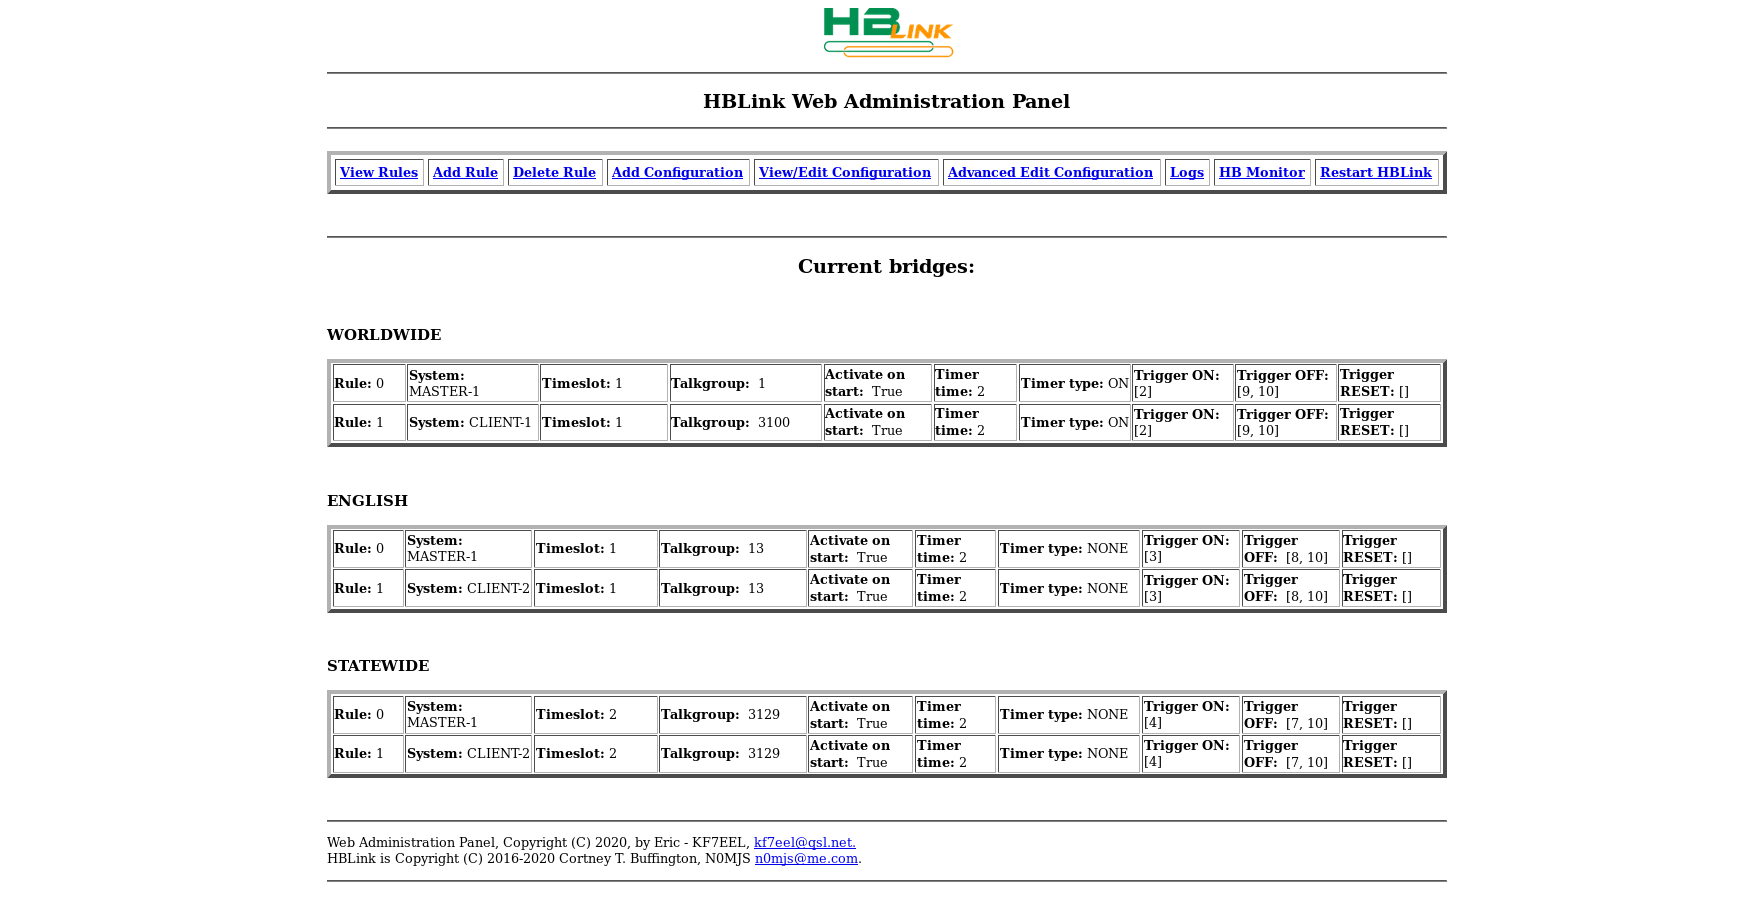 HBLINK
HBLink Web Administration Panel
View Rules Add Rule Delete Rule Add Configuration View/Edit Configuration Advanced Edit Configuration Logs HB Monitor Restart HBLink
Current bridges:
WORLDWIDE
Rule: 0 System: MASTER-1 Timeslot: 1 Talkgroup: 1 Activate on start: True Timer time: 2 Timer type: ON Trigger ON: [2] Trigger OFF: [9, 10] Trigger RESET: []
Rule: 1 System: CLIENT-1 Timeslot: 1 Talkgroup: 3100 Activate on start: True Timer time: 2 Timer type: ON Trigger ON: [2] Trigger OFF: [9, 10] Trigger RESET: []
ENGLISH
Rule: 0 System: MASTER-1 Timeslot: 1 Talkgroup: 13 Activate on start: True Timer time: 2 Timer type: NONE Trigger ON: [3] Trigger OFF: [8, 10] Trigger RESET: []
Rule: 1 System: CLIENT-2 Timeslot: 1 Talkgroup: 13 Activate on start: True Timer time: 2 Timer type: NONE Trigger ON: [3] Trigger OFF: [8, 10] Trigger RESET: []
STATEWIDE
Rule: 0 System: MASTER-1 Timeslot: 2 Talkgroup: 3129 Activate on start: True Timer time: 2 Timer type: NONE Trigger ON: [4] Trigger OFF: [7, 10] Trigger RESET: []
Rule: 1 System: CLIENT-2 Timeslot: 2 Talkgroup: 3129 Activate on start: True Timer time: 2 Timer type: NONE Trigger ON: [4] Trigger OFF: [7, 10] Trigger RESET: []
Web Administration Panel, Copyright (C) 2020, by Eric - KF7EEL, kf7eel@qsl.net.
HBLink is Copyright (C) 2016-2020 Cortney T. Buffington, N0MJS n0mjs@me.com.